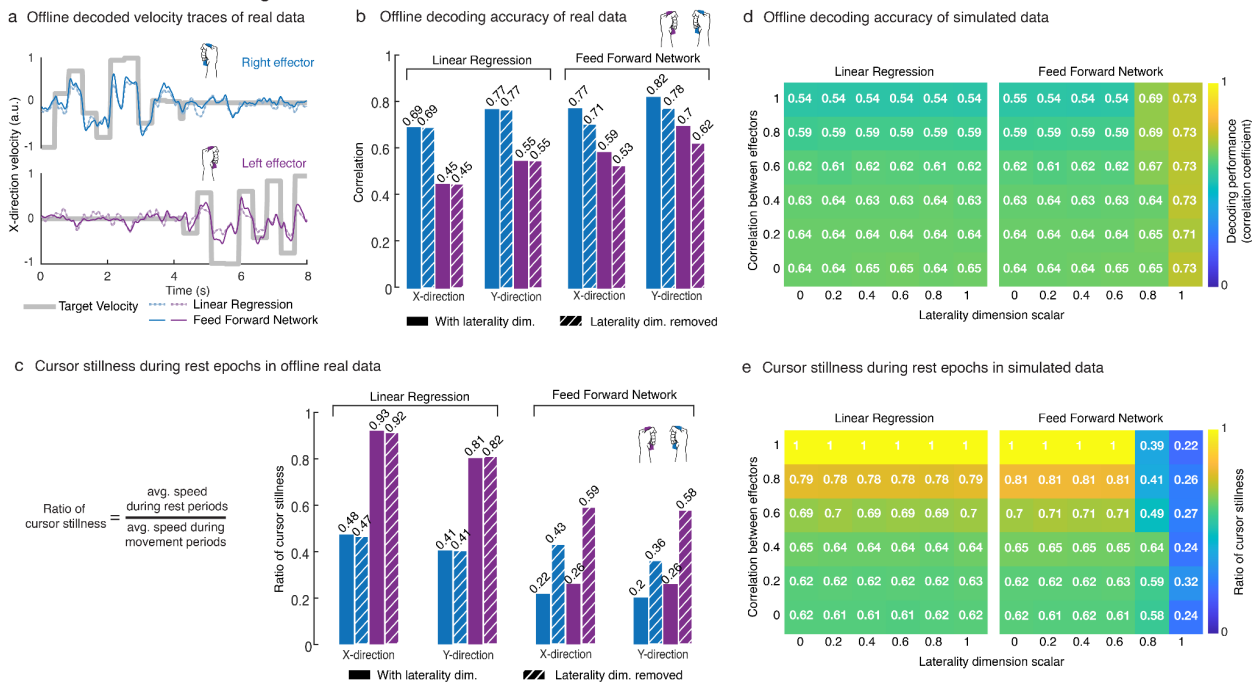 a Offline decoded velocity traces of real data
Right effector
Left effector
X-direction velocity (a.u.)
1
0
-1
1
0
-1
0 2 4 6 8
Time (s)
Target Velocity
Linear Regression
Feed Forward Network
b Offline decoding accuracy of real data
Linear Regression
Feed Forward Network
Correlation
1
0.8
0.6
0.4
0.2
0
0.69 0.69 0.45 0.45 0.77 0.77 0.55 0.55 0.77 0.71 0.59 0.53 0.82 0.78 0.7 0.62
X-direction Y-direction X-direction Y-direction
With laterality dim. Laterality dim. removed
c Cursor stillness during rest epochs in offline real data
Ratio of
cursor stillness
=
avg. speed
during rest periods
avg. speed during
movement periods
Linear Regression
Feed Forward Network
Ratio of cursor stillness
1
0.8
0.6
0.4
0.2
0
0.48 0.47 0.93 0.92 0.41 0.41 0.81 0.82 0.22 0.43 0.26 0.59 0.2 0.36 0.26 0.58
X-direction Y-direction X-direction Y-direction
With laterality dim. Laterality dim. removed
d Offline decoding accuracy of simulated data
Linear Regression Feed Forward Network
Correlation between effectors
1 0.54 0.54 0.54 0.54 0.54 0.54 0.55 0.54 0.54 0.54 0.69 0.73
0.8 0.59 0.59 0.59 0.59 0.59 0.59 0.59 0.59 0.59 0.59 0.69 0.73
0.6 0.62 0.61 0.62 0.62 0.61 0.62 0.62 0.61 0.62 0.62 0.67 0.73
0.4 0.63 0.64 0.63 0.63 0.64 0.64 0.63 0.64 0.63 0.63 0.64 0.73
0.2 0.64 0.64 0.64 0.64 0.64 0.64 0.64 0.64 0.64 0.64 0.65 0.71
0 0.64 0.64 0.65 0.65 0.64 0.65 0.64 0.64 0.65 0.64 0.65 0.73
0 0.2 0.4 0.6 0.8 1 0 0.2 0.4 0.6 0.8 1
Laterality dimension scalar
1
0
Decoding performance
(correlation coefficient)
e Cursor stillness during rest epochs in simulated data
Linear Regression Feed Forward Network
Correlation between effectors
1 1 1 1 1 1 1 1 1 1 1 0.39 0.22
0.8 0.79 0.78 0.78 0.78 0.78 0.79 0.81 0.81 0.81 0.81 0.41 0.26
0.6 0.69 0.7 0.69 0.69 0.69 0.7 0.7 0.71 0.71 0.71 0.49 0.27
0.4 0.65 0.64 0.64 0.64 0.64 0.64 0.65 0.65 0.65 0.65 0.64 0.24
0.2 0.62 0.62 0.62 0.62 0.62 0.63 0.62 0.62 0.62 0.63 0.59 0.32
0 0.62 0.61 0.61 0.61 0.62 0.62 0.62 0.61 0.62 0.61 0.58 0.24
0 0.2 0.4 0.6 0.8 1 0 0.2 0.4 0.6 0.8 1
Laterality dimension scalar
1
0
Ratio of cursor stillness